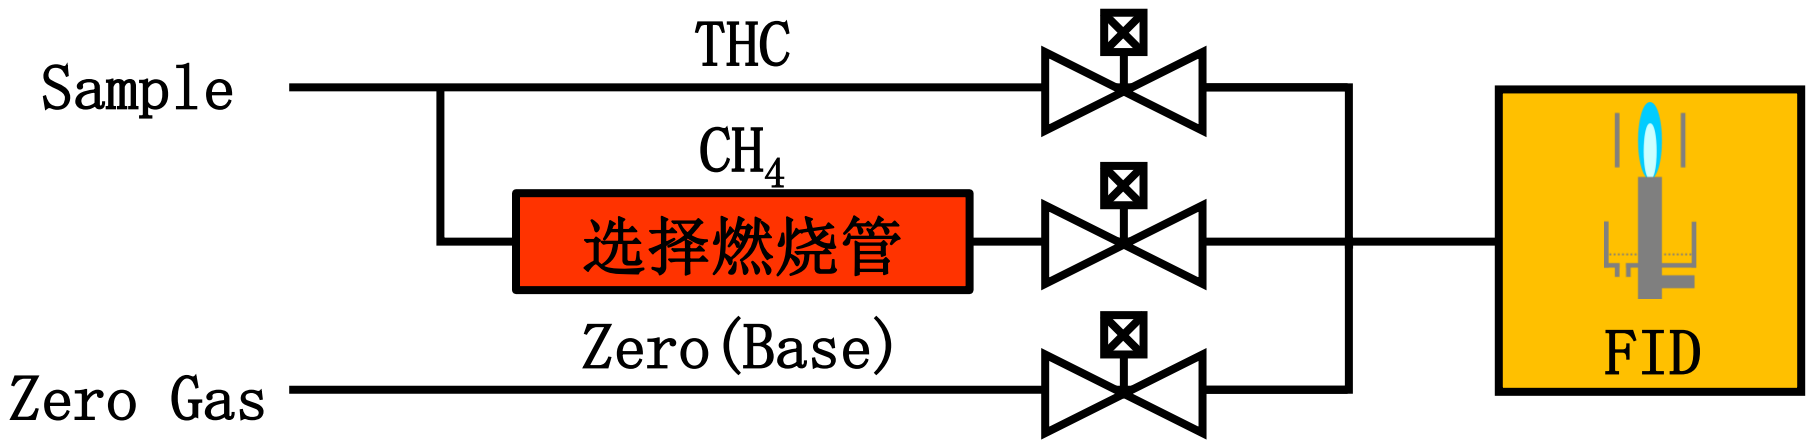 THC
Sample
CH₄
选择燃烧管
Zero(Base)
FID
Zero Gas